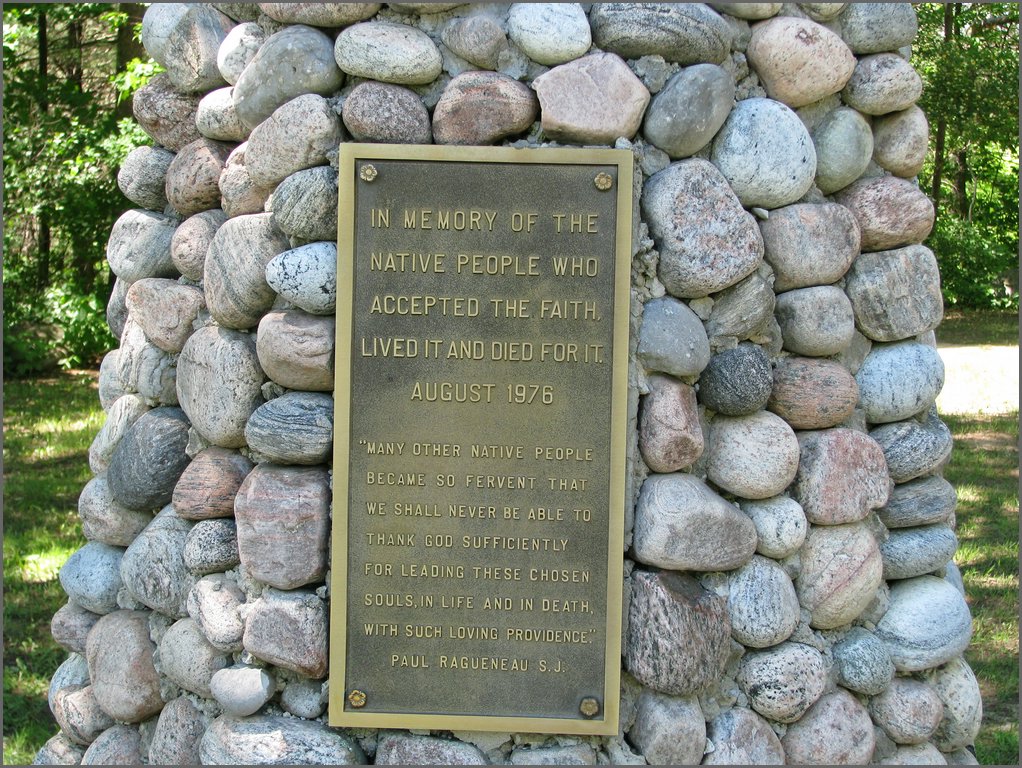 IN MEMORY OF THE
NATIVE PEOPLE WHO
ACCEPTED THE FAITH,
LIVED IT AND DIED FOR IT.
AUGUST 1976
"MANY OTHER NATIVE PEOPLE
BECAME SO FERVENT THAT
WE SHALL NEVER BE ABLE TO
THANK GOD SUFFICIENTLY
FOR LEADING THESE CHOSEN
SOULS, IN LIFE AND IN DEATH,
WITH SUCH LOVING PROVIDENCE."
PAUL RAGUENEAU S.J.